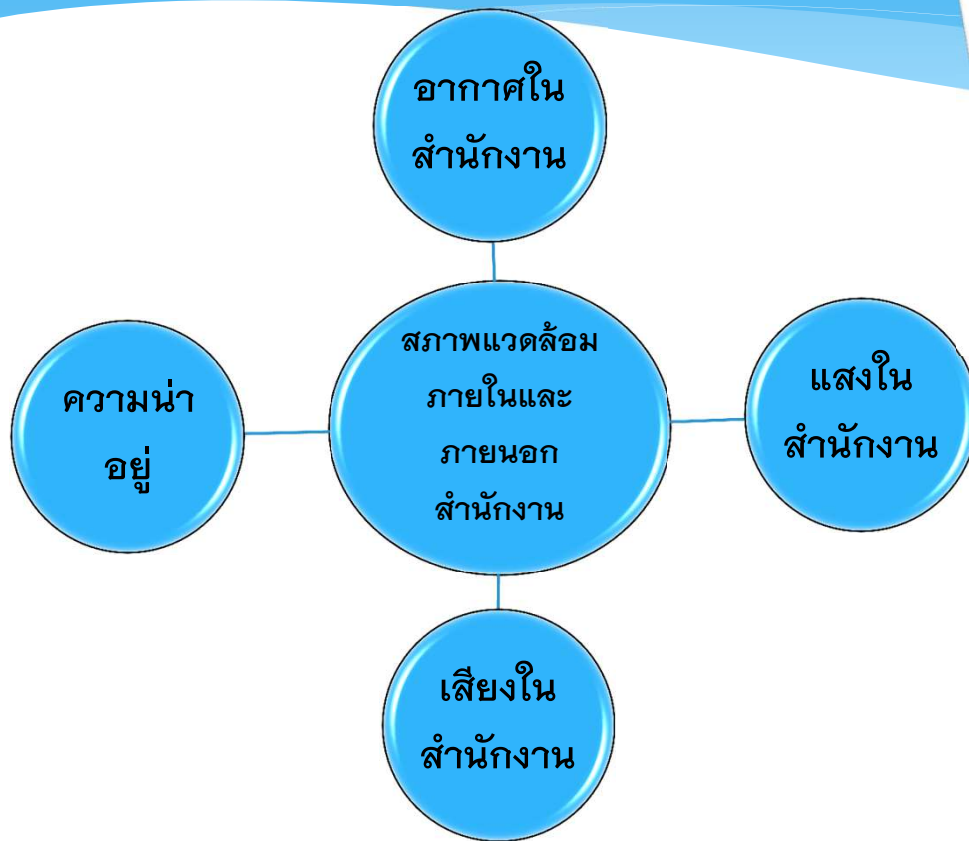 อากาศใน
สำนักงาน
สภาพแวดล้อม
ภายในและ
ภายนอก
สำนักงาน
ความน่า
อยู่
แสงใน
สำนักงาน
เสียงใน
สำนักงาน